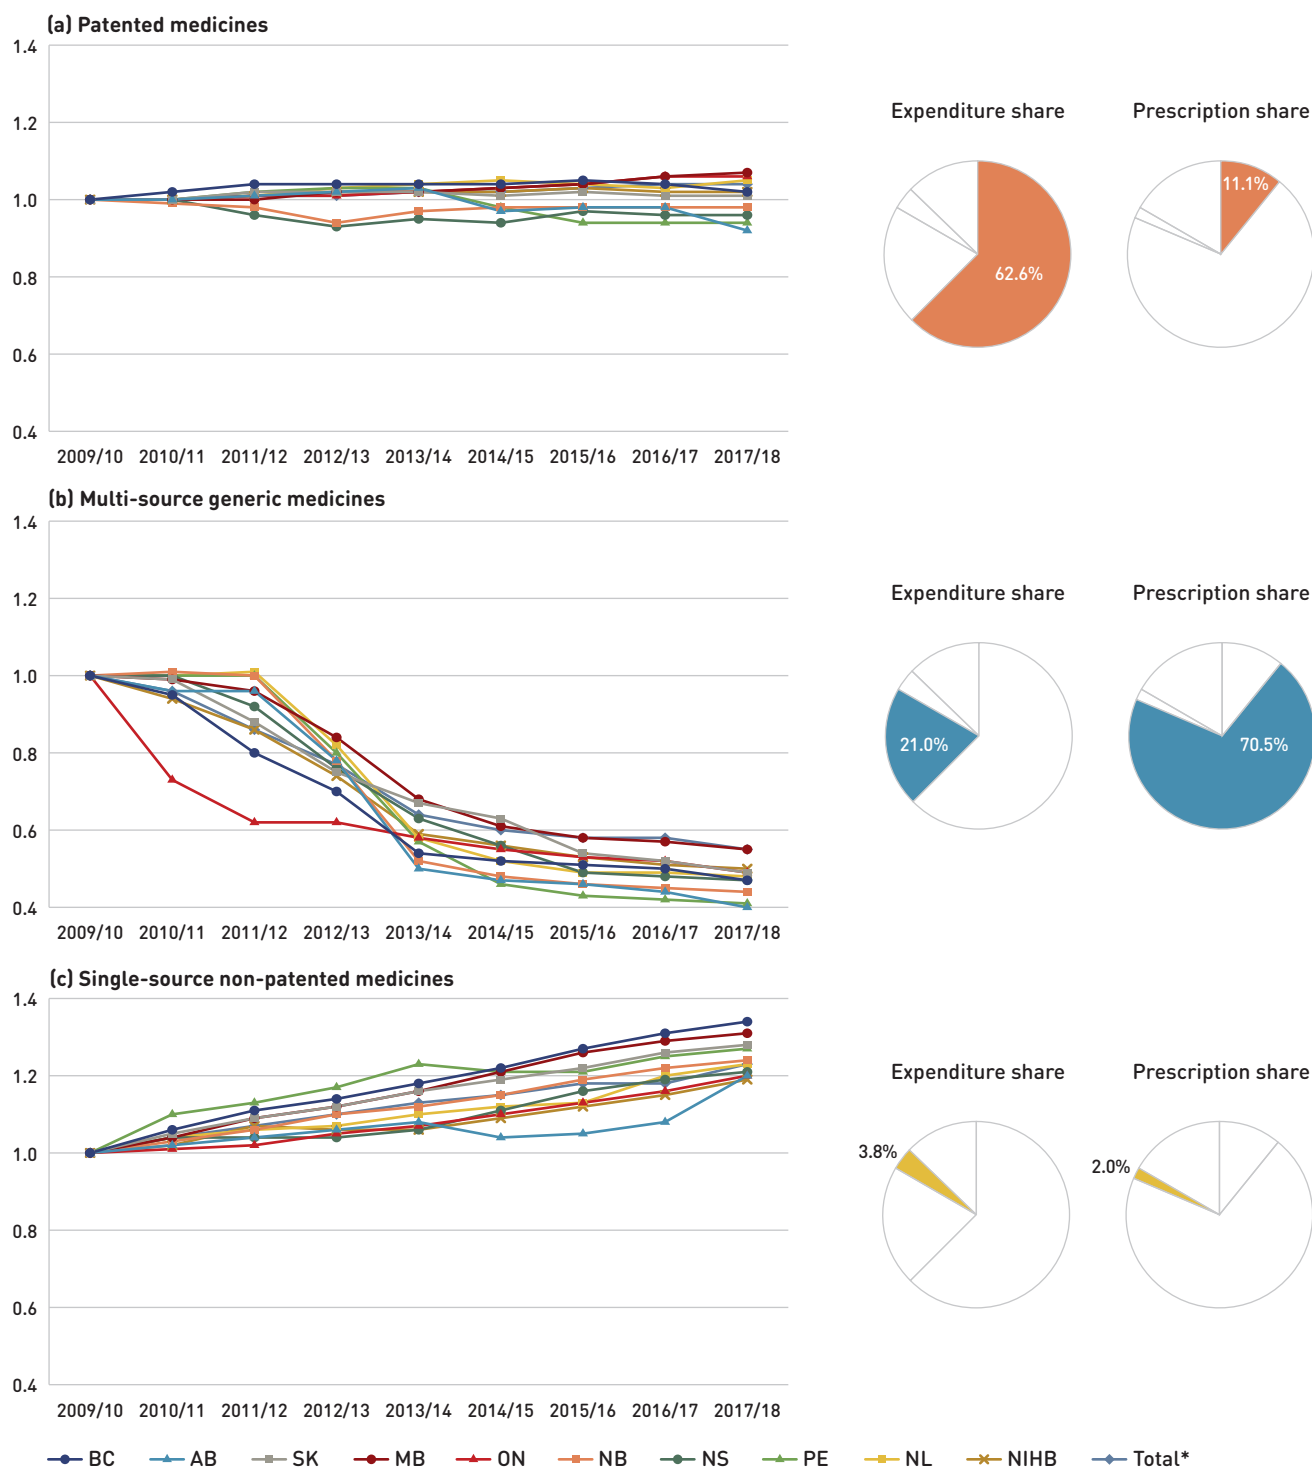 (a) Patented medicines
1.4
1.2
1.0
0.8
0.6
0.4
2009/10 2010/11 2011/12 2012/13 2013/14 2014/15 2015/16 2016/17 2017/18
Expenditure share Prescription share
62.6%
11.1%
(b) Multi-source generic medicines
1.4
1.2
1.0
0.8
0.6
0.4
2009/10 2010/11 2011/12 2012/13 2013/14 2014/15 2015/16 2016/17 2017/18
Expenditure share Prescription share
21.0%
70.5%
(c) Single-source non-patented medicines
1.4
1.2
1.0
0.8
0.6
0.4
2009/10 2010/11 2011/12 2012/13 2013/14 2014/15 2015/16 2016/17 2017/18
Expenditure share Prescription share
3.8%
2.0%
BC AB SK MB ON NB NS PE NL NIHB Total*